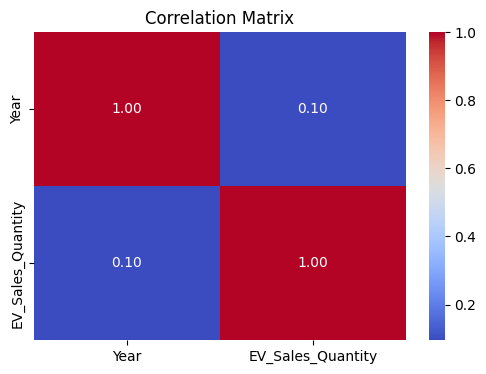 Correlation Matrix
Year
1.00
0.10
EV_Sales_Quantity
0.10
1.00
Year
EV_Sales_Quantity
1.0
0.8
0.6
0.4
0.2